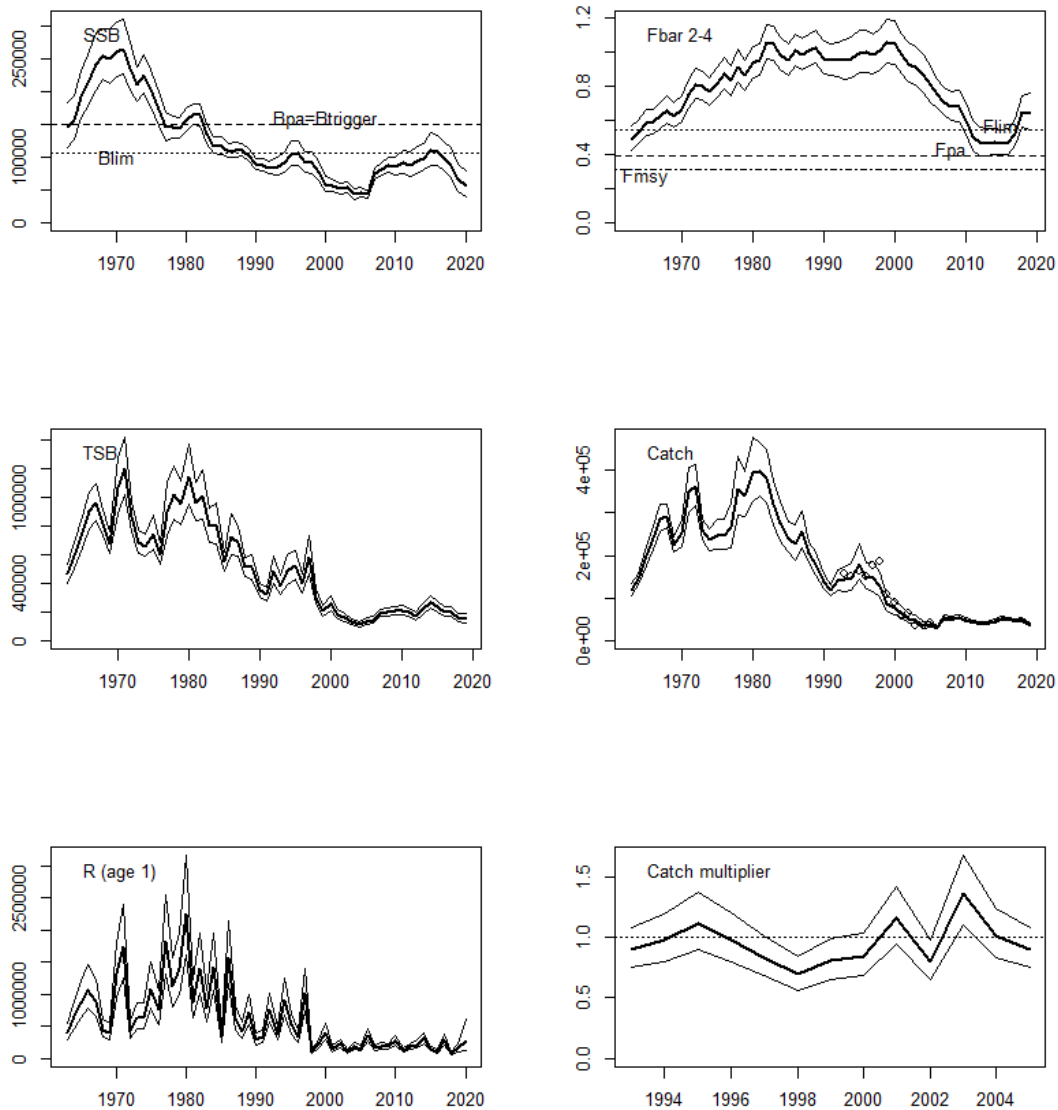 SSB
Bpa=Btrigger
Blim
0 100000 250000
1970 1980 1990 2000 2010 2020
Fbar 2-4
Flim
Fpa
Fmsy
0.0 0.4 0.8 1.2
1970 1980 1990 2000 2010 2020
TSB
0 400000 1000000
1970 1980 1990 2000 2010 2020
Catch
0e+00 2e+05 4e+05
1970 1980 1990 2000 2010 2020
R (age 1)
0 1000000 2500000
1970 1980 1990 2000 2010 2020
Catch multiplier
0.0 0.5 1.0 1.5
1994 1996 1998 2000 2002 2004